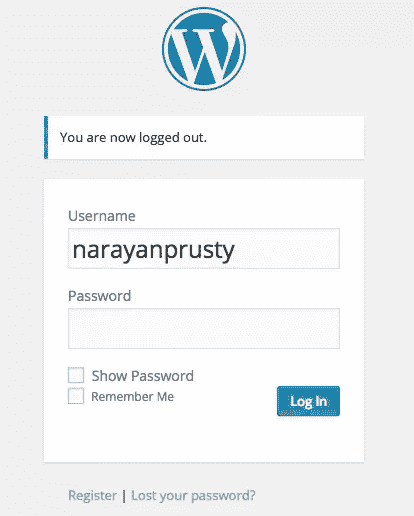 You are now logged out.
Username
narayanprusty
Password
Show Password
Remember Me
Log In
Register | Lost your password?